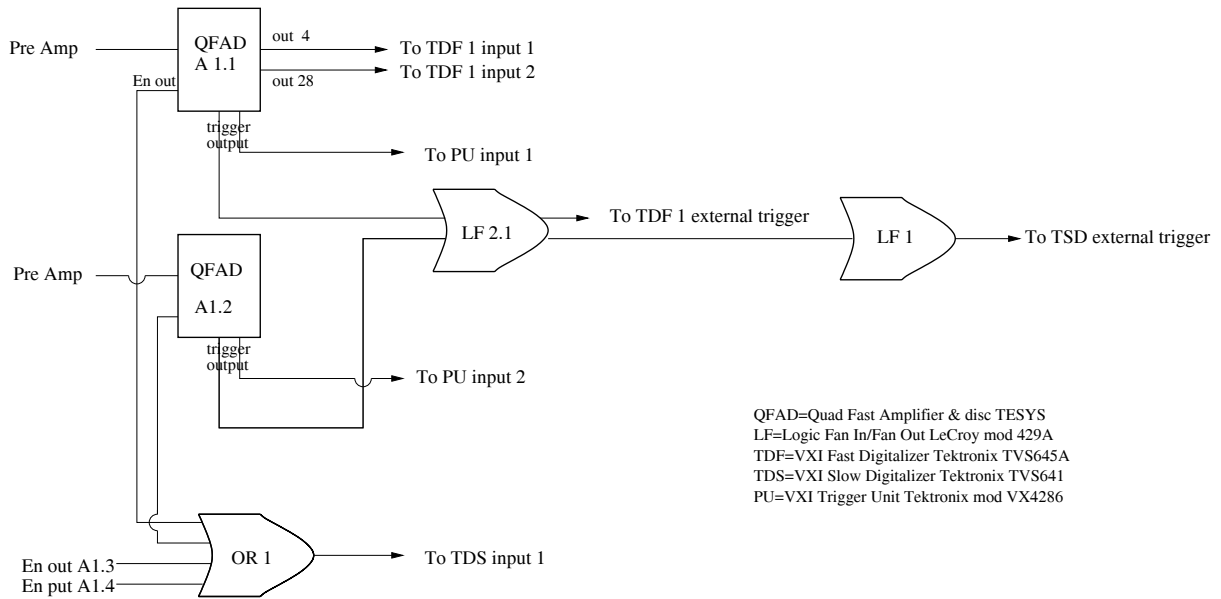 Pre Amp
QFAD
A 1.1
out 4
To TDF 1 input 1
To TDF 1 input 2
En out
out 28
trigger
output
To PU input 1
LF 2.1
To TDF 1 external trigger
LF 1
To TSD external trigger
Pre Amp
QFAD
A1.2
trigger
output
To PU input 2
QFAD=Quad Fast Amplifier & disc TESYS
LF=Logic Fan In/Fan Out LeCroy mod 429A
TDF=VXI Fast Digitalizer Tektronix TVS645A
TDS=VXI Slow Digitalizer Tektronix TVS641
PU=VXI Trigger Unit Tektronix mod VX4286
OR 1
To TDS input 1
En out A1.3
En put A1.4